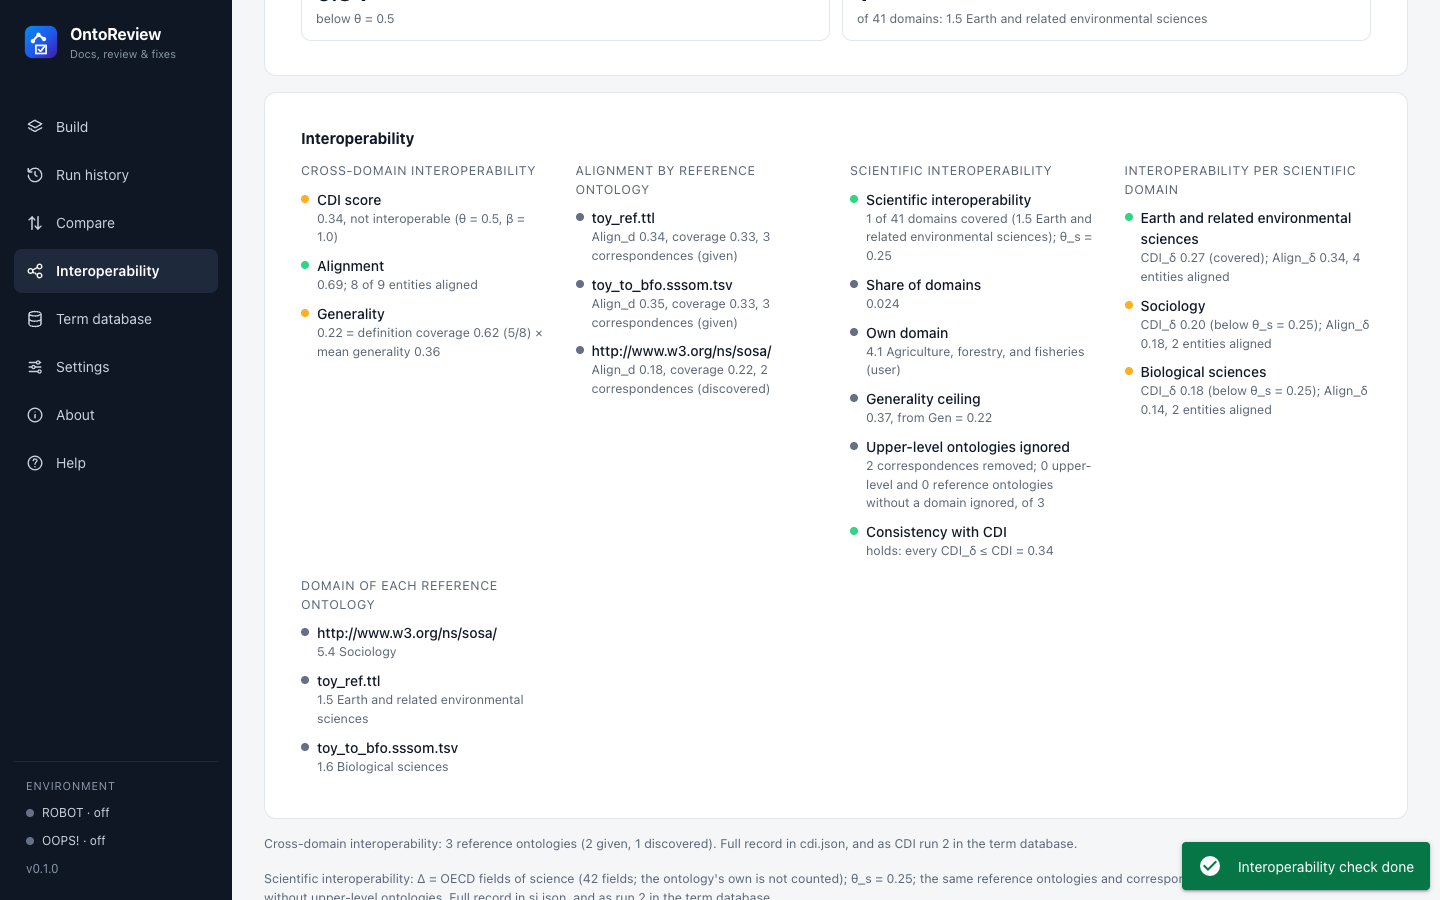 OntoReview
Docs, review & fixes
Build
Run history
Compare
Interoperability
Term database
Settings
About
Help
ENVIRONMENT
ROBOT · off
OOPS! · off
v0.1.0
below θ = 0.5
of 41 domains: 1.5 Earth and related environmental sciences
Interoperability
CROSS-DOMAIN INTEROPERABILITY
CDI score
0.34, not interoperable (θ = 0.5, β =
1.0)
Alignment
0.69; 8 of 9 entities aligned
Generality
0.22 = definition coverage 0.62 (5/8) ×
mean generality 0.36
ALIGNMENT BY REFERENCE
ONTOLOGY
toy_ref.ttl
Align_d 0.34, coverage 0.33, 3
correspondences (given)
toy_to_bfo.sssom.tsv
Align_d 0.35, coverage 0.33, 3
correspondences (given)
http://www.w3.org/ns/sosa/
Align_d 0.18, coverage 0.22, 2
correspondences (discovered)
SCIENTIFIC INTEROPERABILITY
Scientific interoperability
1 of 41 domains covered (1.5 Earth and
related environmental sciences); θ_s =
0.25
Share of domains
0.024
Own domain
4.1 Agriculture, forestry, and fisheries
(user)
Generality ceiling
0.37, from Gen = 0.22
Upper-level ontologies ignored
2 correspondences removed; 0 upper-
level and 0 reference ontologies
without a domain ignored, of 3
Consistency with CDI
holds: every CDI_δ ≤ CDI = 0.34
INTEROPERABILITY PER SCIENTIFIC
DOMAIN
Earth and related environmental
sciences
CDI_δ 0.27 (covered); Align_δ 0.34, 4
entities aligned
Sociology
CDI_δ 0.20 (below θ_s = 0.25); Align_δ
0.18, 2 entities aligned
Biological sciences
CDI_δ 0.18 (below θ_s = 0.25); Align_δ
0.14, 2 entities aligned
DOMAIN OF EACH REFERENCE
ONTOLOGY
http://www.w3.org/ns/sosa/
5.4 Sociology
toy_ref.ttl
1.5 Earth and related environmental
sciences
toy_to_bfo.sssom.tsv
1.6 Biological sciences
Cross-domain interoperability: 3 reference ontologies (2 given, 1 discovered). Full record in cdi.json, and as CDI run 2 in the term database.
Scientific interoperability: Δ = OECD fields of science (42 fields; the ontology's own is not counted); θ_s = 0.25; the same reference ontologies and
without upper-level ontologies. Full record in si.json, and as run 2 in the term database.
Interoperability check done